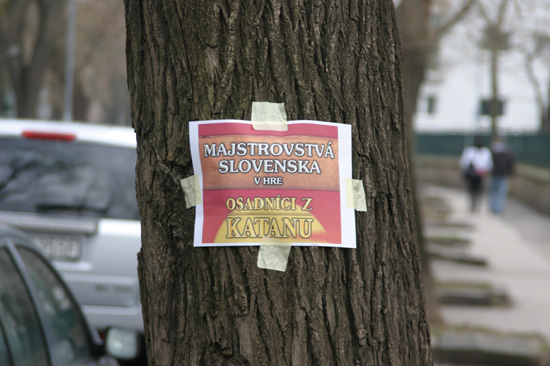 MAJSTROVSTVÁ
SLOVENSKA
V HRE
OSADNÍCI Z
KATANU